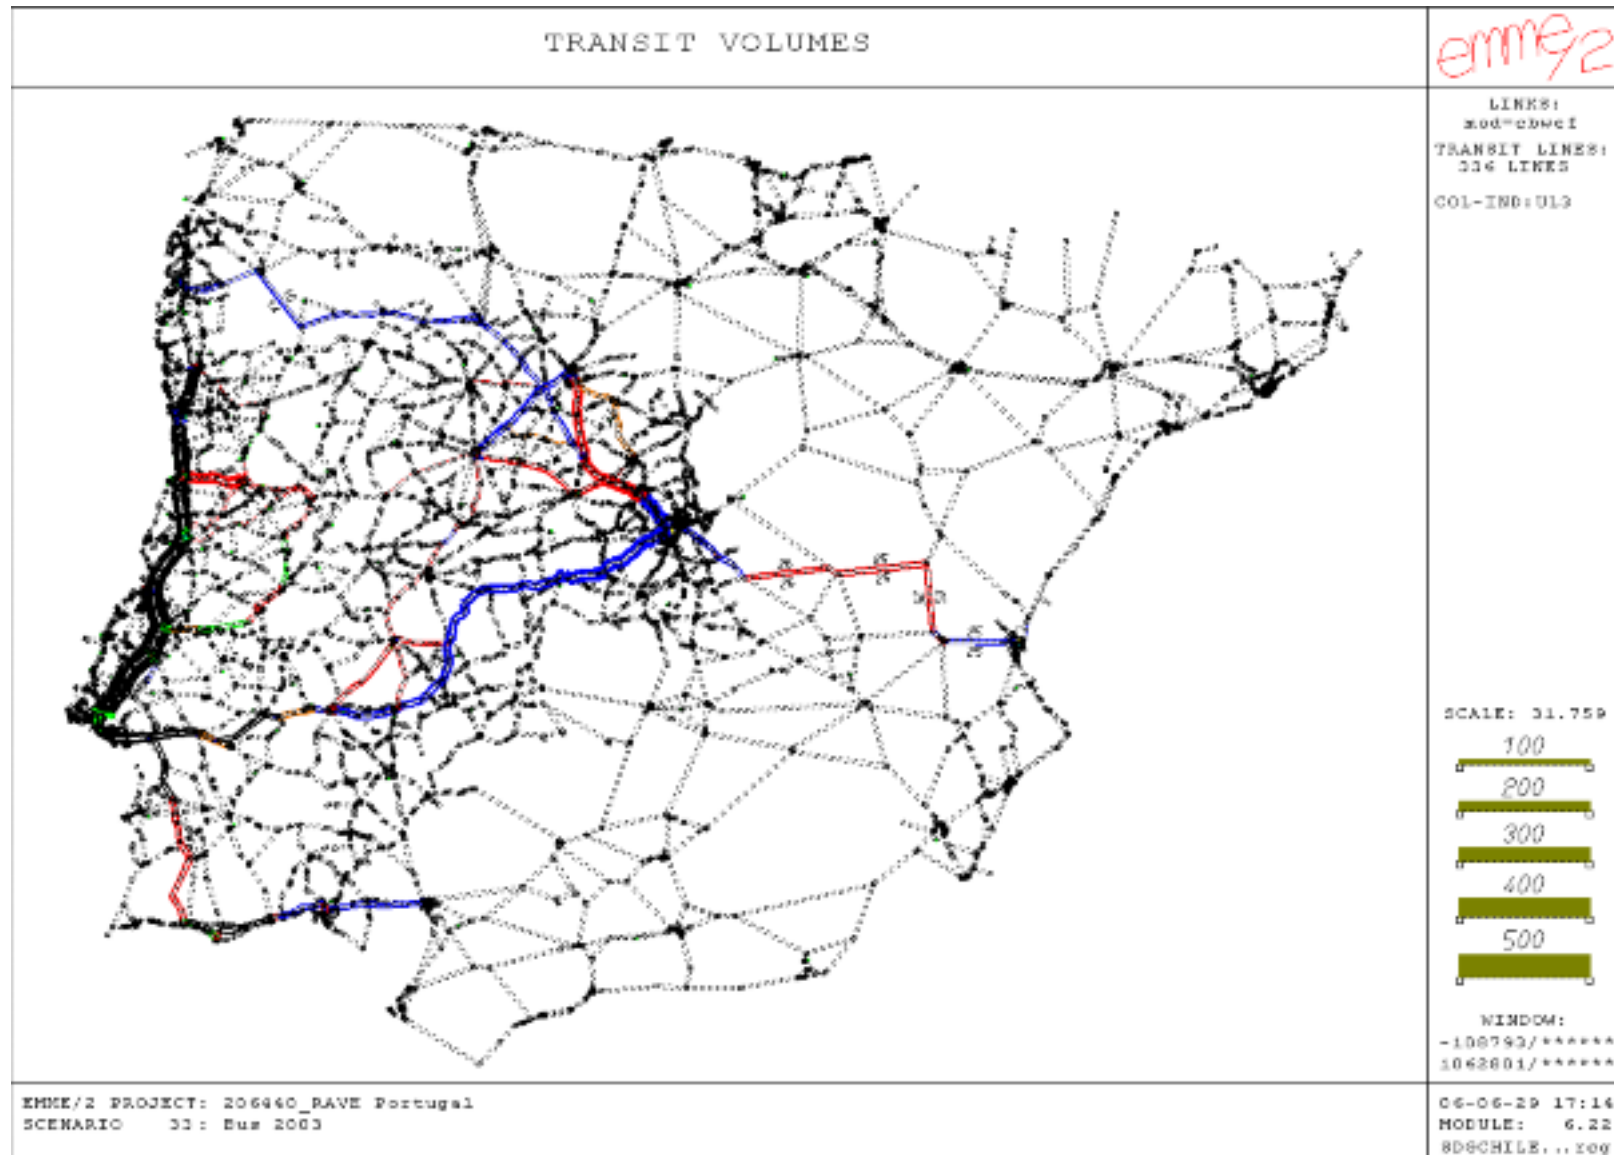 TRANSIT VOLUMES
emme/2
LINKS:
mod=cbwef
TRANSIT LINES:
336 LINES
COL-IND:U13
SCALE: 31.759
100
200
300
400
500
WINDOW:
-108793/******
1062801/******
EMME/2 PROJECT: 206440_RAVE Portugal
SCENARIO 33: Bus 2003
06-06-29 17:14
MODULE: 6.22